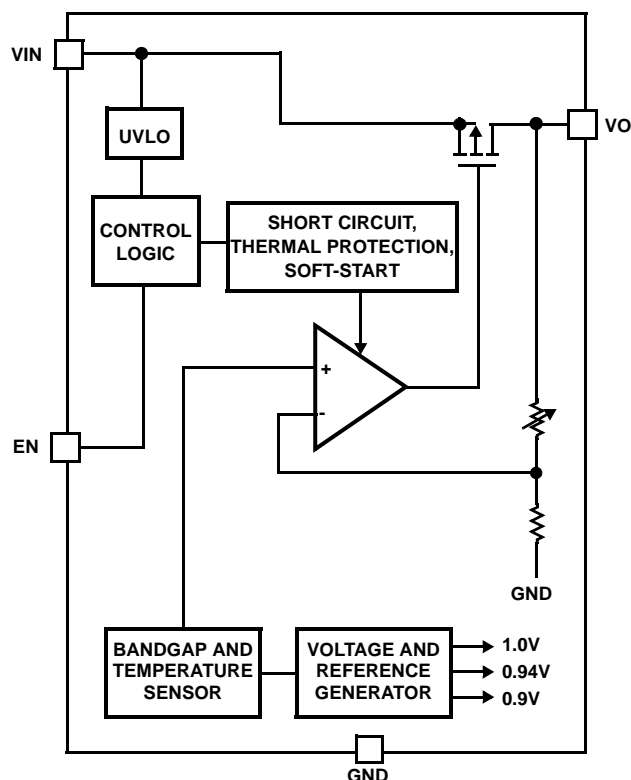 VIN
VO
UVLO
CONTROL
LOGIC
SHORT CIRCUIT,
THERMAL PROTECTION,
SOFT-START
+
-
EN
GND
BANDGAP AND
TEMPERATURE
SENSOR
VOLTAGE AND
REFERENCE
GENERATOR
1.0V
0.94V
0.9V
GND